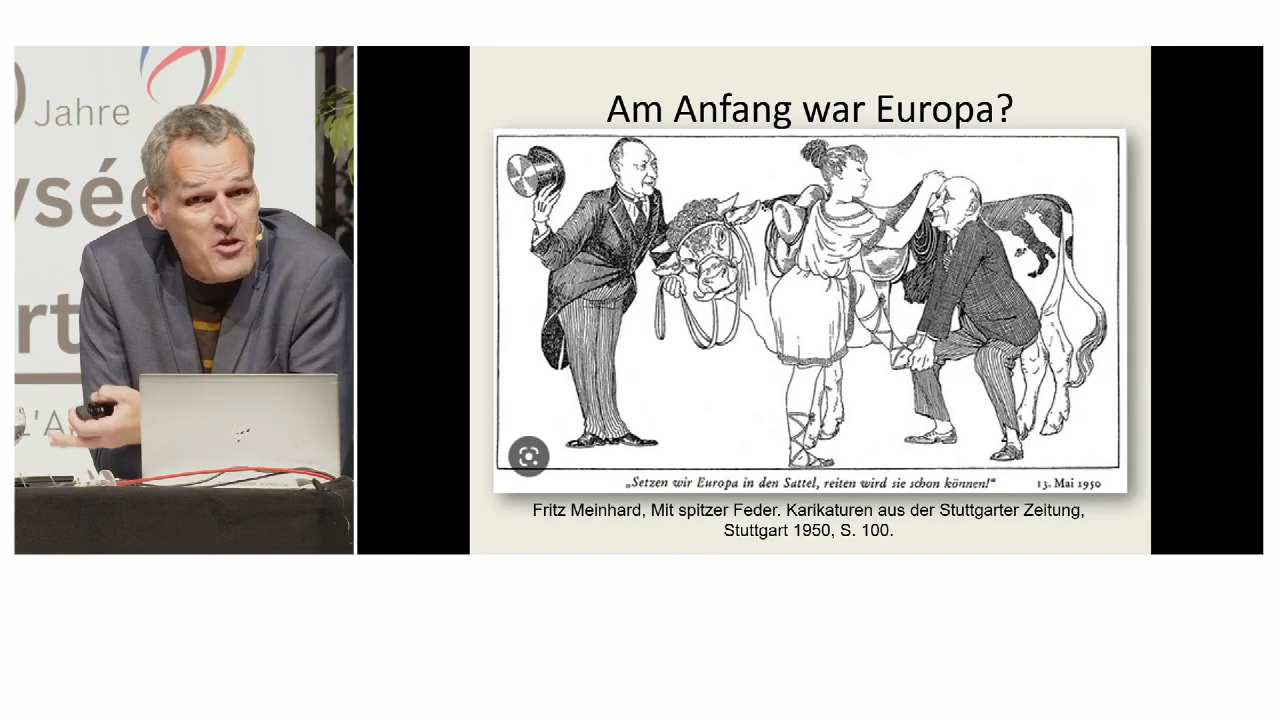 Jahre
Am Anfang war Europa?
„Setzen wir Europa in den Sattel, reiten wird sie schon können!“ 13. Mai 1950
Fritz Meinhard, Mit spitzer Feder. Karikaturen aus der Stuttgarter Zeitung,
Stuttgart 1950, S. 100.